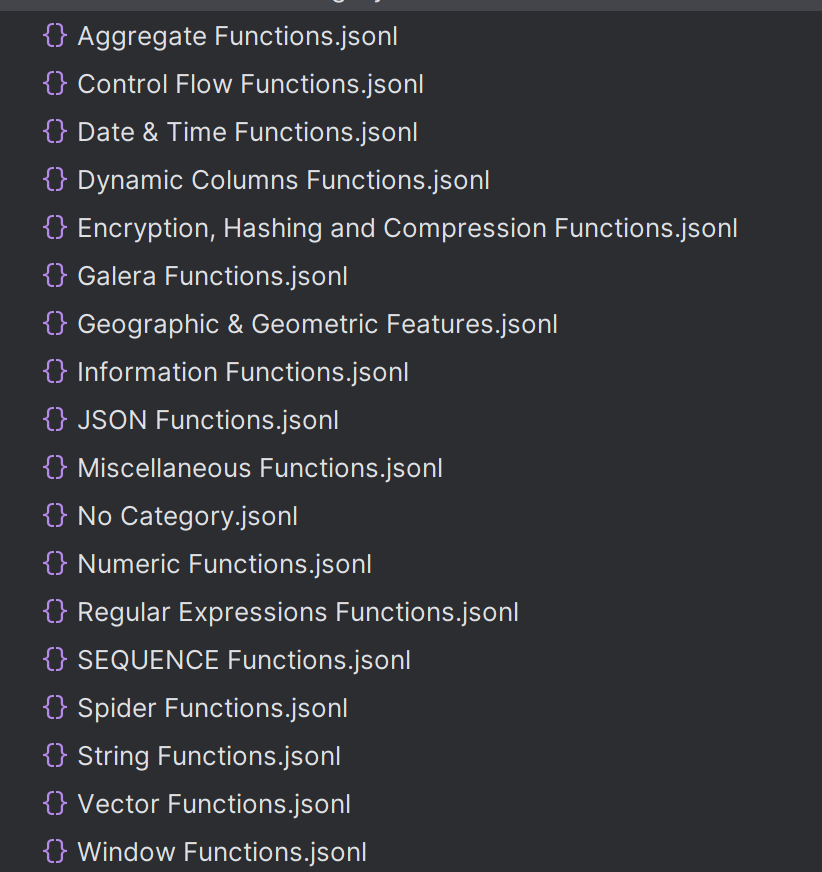 {} Aggregate Functions.jsonl
{} Control Flow Functions.jsonl
{} Date & Time Functions.jsonl
{} Dynamic Columns Functions.jsonl
{} Encryption, Hashing and Compression Functions.jsonl
{} Galera Functions.jsonl
{} Geographic & Geometric Features.jsonl
{} Information Functions.jsonl
{} JSON Functions.jsonl
{} Miscellaneous Functions.jsonl
{} No Category.jsonl
{} Numeric Functions.jsonl
{} Regular Expressions Functions.jsonl
{} SEQUENCE Functions.jsonl
{} Spider Functions.jsonl
{} String Functions.jsonl
{} Vector Functions.jsonl
{} Window Functions.jsonl